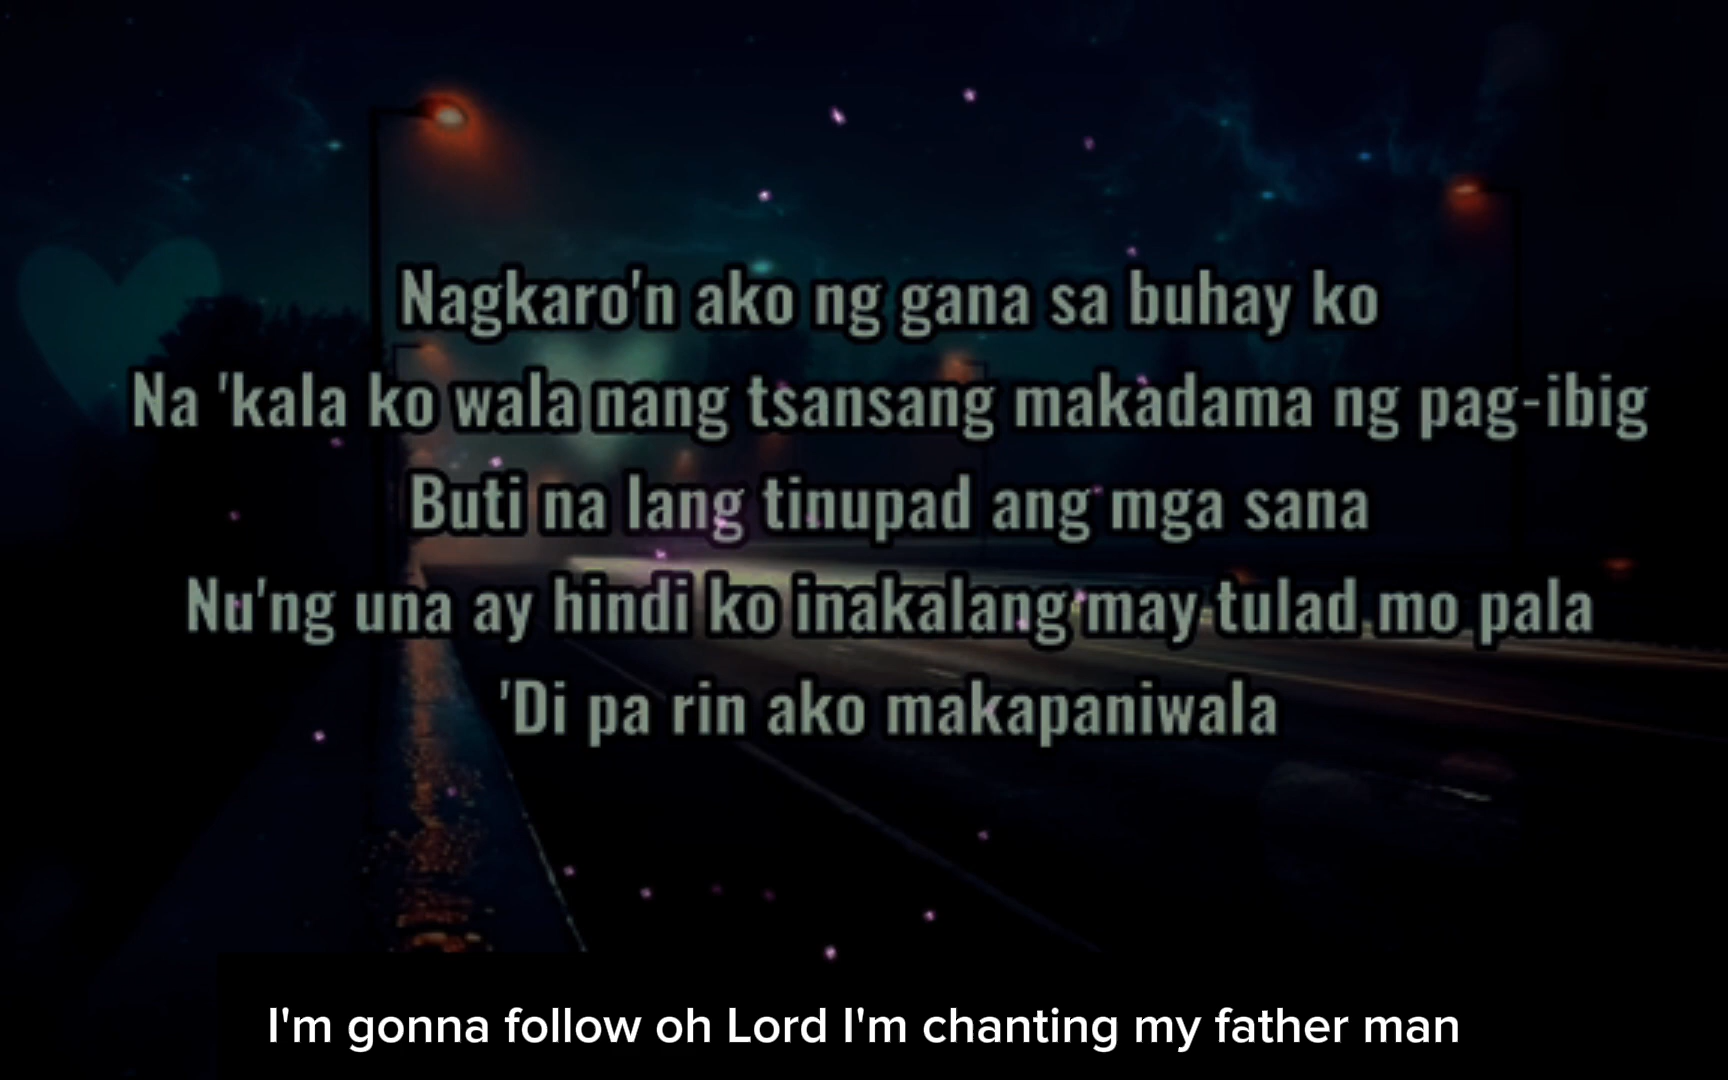 Nagkaro'n ako ng gana sa buhay ko
Na 'kala ko wala nang tsansang makadama ng pag-ibig
Buti na lang tinupad ang mga sana
Nu'ng una ay hindi ko inakalang may tulad mo pala
'Di pa rin ako makapaniwala
I'm gonna follow oh Lord I'm chanting my father man